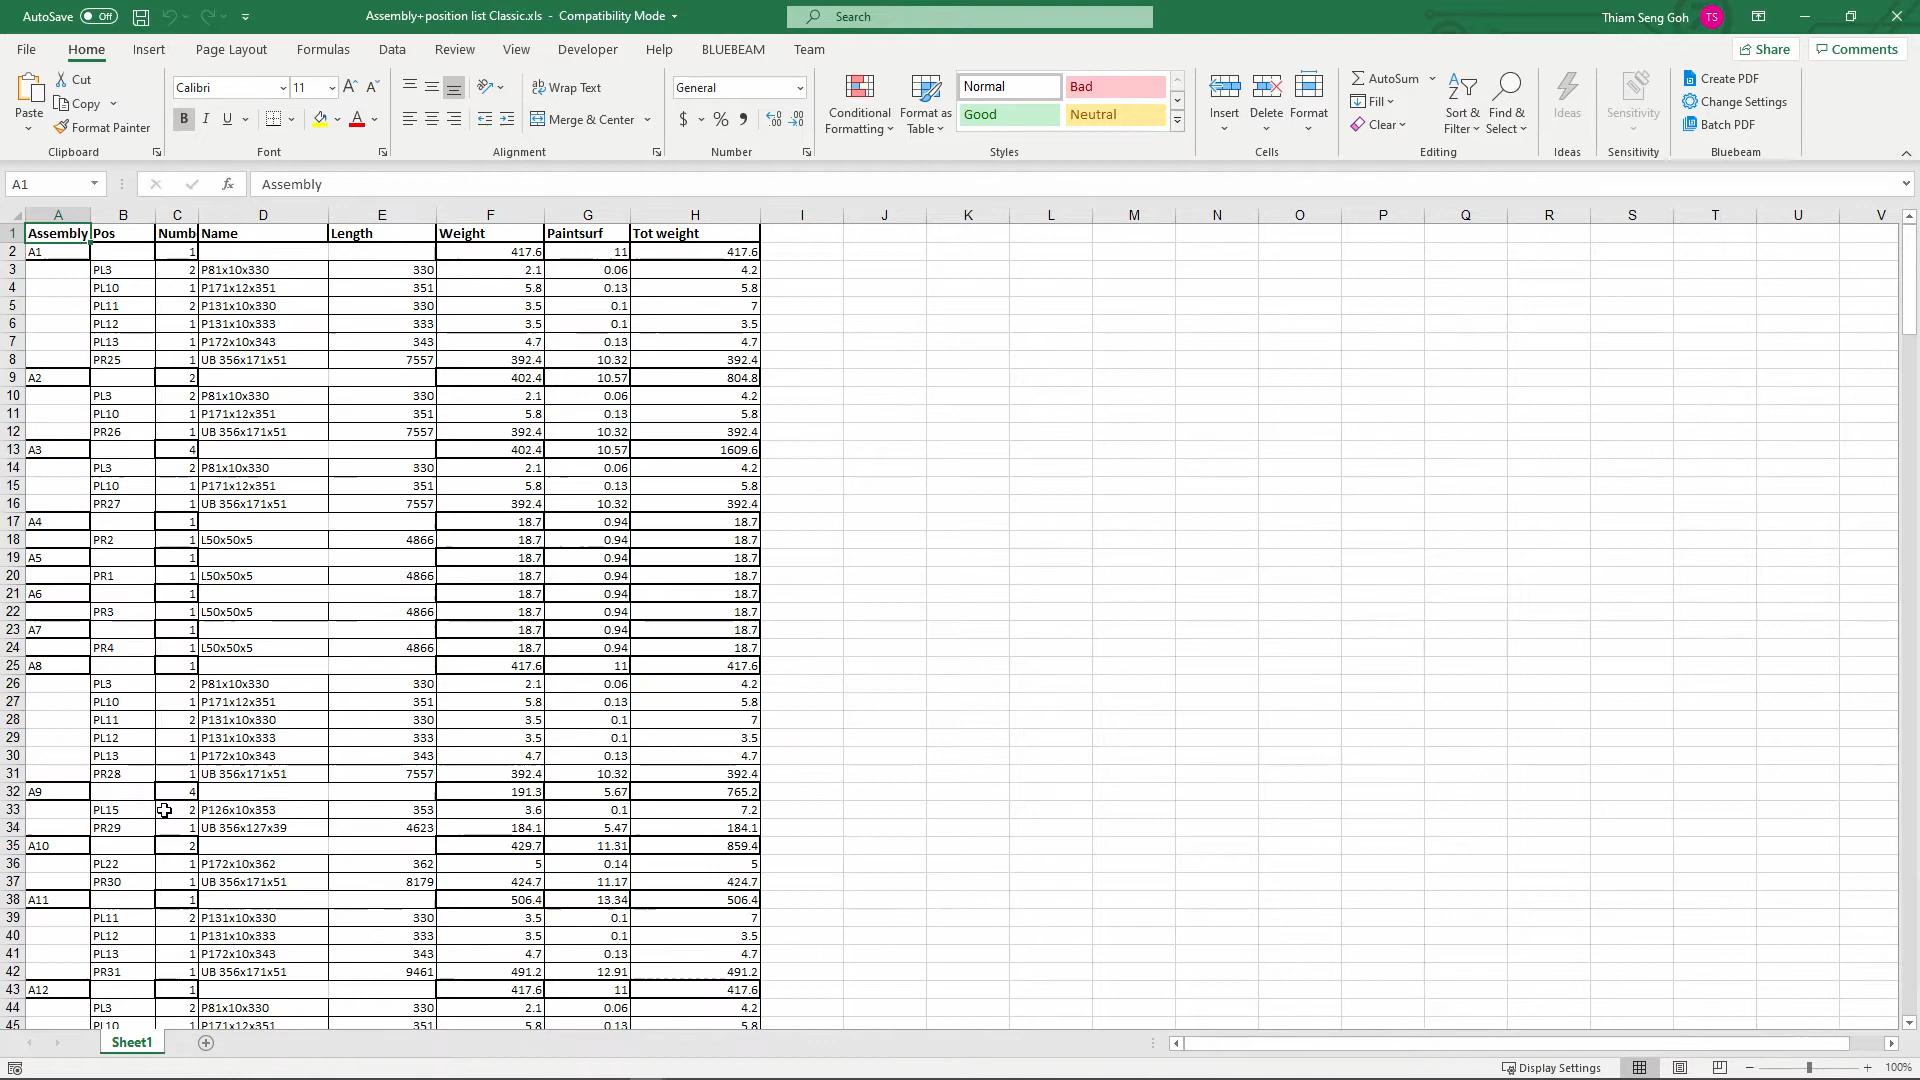 AutoSave Off Assembly+position list Classic.xls - Compatibility Mode Search Thiam Seng Goh TS
File Home Insert Page Layout Formulas Data Review View Developer Help BLUEBEAM Team Share Comments
Paste Cut Copy Format Painter Clipboard
Calibri 11 B I U A Font
Wrap Text Merge & Center Alignment
General $ % Number
Conditional Formatting Format as Table Normal Bad Good Neutral Styles
Insert Delete Format Cells
AutoSum Fill Clear Sort & Filter Find & Select Editing
Ideas Ideas
Sensitivity Sensitivity
Create PDF Change Settings Batch PDF Bluebeam
A1 fx Assembly
A B C D E F G H I J K L M N O P Q R S T U V
1 Assembly Pos Numb Name Length Weight Paintsurf Tot weight
2 A1 1 417.6 11 417.6
3 PL3 2 P81x10x330 330 2.1 0.06 4.2
4 PL10 1 P171x12x351 351 5.8 0.13 5.8
5 PL11 2 P131x10x330 330 3.5 0.1 7
6 PL12 1 P131x10x333 333 3.5 0.1 3.5
7 PL13 1 P172x10x343 343 4.7 0.13 4.7
8 PR25 1 UB 356x171x51 7557 392.4 10.32 392.4
9 A2 2 402.4 10.57 804.8
10 PL3 2 P81x10x330 330 2.1 0.06 4.2
11 PL10 1 P171x12x351 351 5.8 0.13 5.8
12 PR26 1 UB 356x171x51 7557 392.4 10.32 392.4
13 A3 4 402.4 10.57 1609.6
14 PL3 2 P81x10x330 330 2.1 0.06 4.2
15 PL10 1 P171x12x351 351 5.8 0.13 5.8
16 PR27 1 UB 356x171x51 7557 392.4 10.32 392.4
17 A4 1 18.7 0.94 18.7
18 PR2 1 L50x50x5 4866 18.7 0.94 18.7
19 A5 1 18.7 0.94 18.7
20 PR1 1 L50x50x5 4866 18.7 0.94 18.7
21 A6 1 18.7 0.94 18.7
22 PR3 1 L50x50x5 4866 18.7 0.94 18.7
23 A7 1 18.7 0.94 18.7
24 PR4 1 L50x50x5 4866 18.7 0.94 18.7
25 A8 1 417.6 11 417.6
26 PL3 2 P81x10x330 330 2.1 0.06 4.2
27 PL10 1 P171x12x351 351 5.8 0.13 5.8
28 PL11 2 P131x10x330 330 3.5 0.1 7
29 PL12 1 P131x10x333 333 3.5 0.1 3.5
30 PL13 1 P172x10x343 343 4.7 0.13 4.7
31 PR28 1 UB 356x171x51 7557 392.4 10.32 392.4
32 A9 4 191.3 5.67 765.2
33 PL15 2 P126x10x353 353 3.6 0.1 7.2
34 PR29 1 UB 356x127x39 4623 184.1 5.47 184.1
35 A10 2 429.7 11.31 859.4
36 PL22 1 P172x10x362 362 5 0.14 5
37 PR30 1 UB 356x171x51 8179 424.7 11.17 424.7
38 A11 1 506.4 13.34 506.4
39 PL11 2 P131x10x330 330 3.5 0.1 7
40 PL12 1 P131x10x333 333 3.5 0.1 3.5
41 PL13 1 P172x10x343 343 4.7 0.13 4.7
42 PR31 1 UB 356x171x51 9461 491.2 12.91 491.2
43 A12 1 417.6 11 417.6
44 PL3 2 P81x10x330 330 2.1 0.06 4.2
45 PL10 1 P171x12x351 351 5.8 0.13 5.8
Sheet1
Display Settings 100%